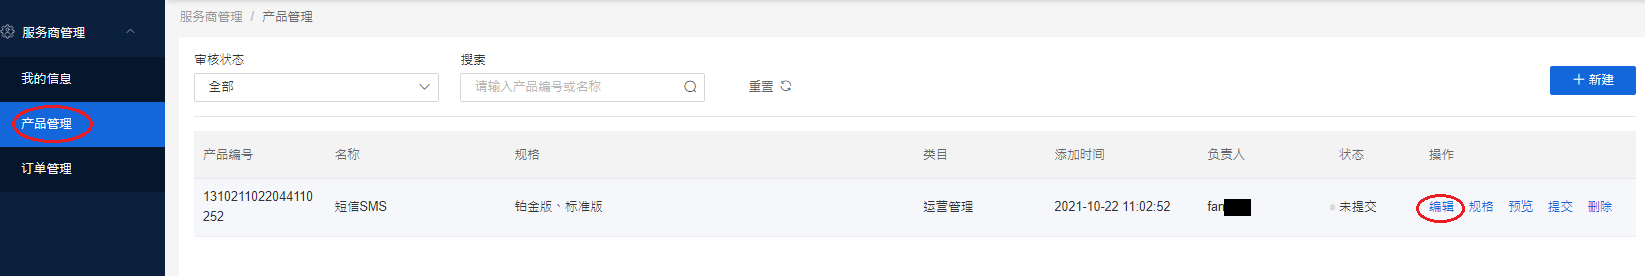 服务商管理 / 产品管理
服务商管理
我的信息
产品管理
订单管理
审核状态
全部
搜索
请输入产品编号或名称
重置
新建
产品编号 名称 规格 类目 添加时间 负责人 状态 操作
1310211022044110
252
短信SMS 铂金版、标准版 运营管理 2021-10-22 11:02:52 fan 未提交 编辑 规格 预览 提交 删除